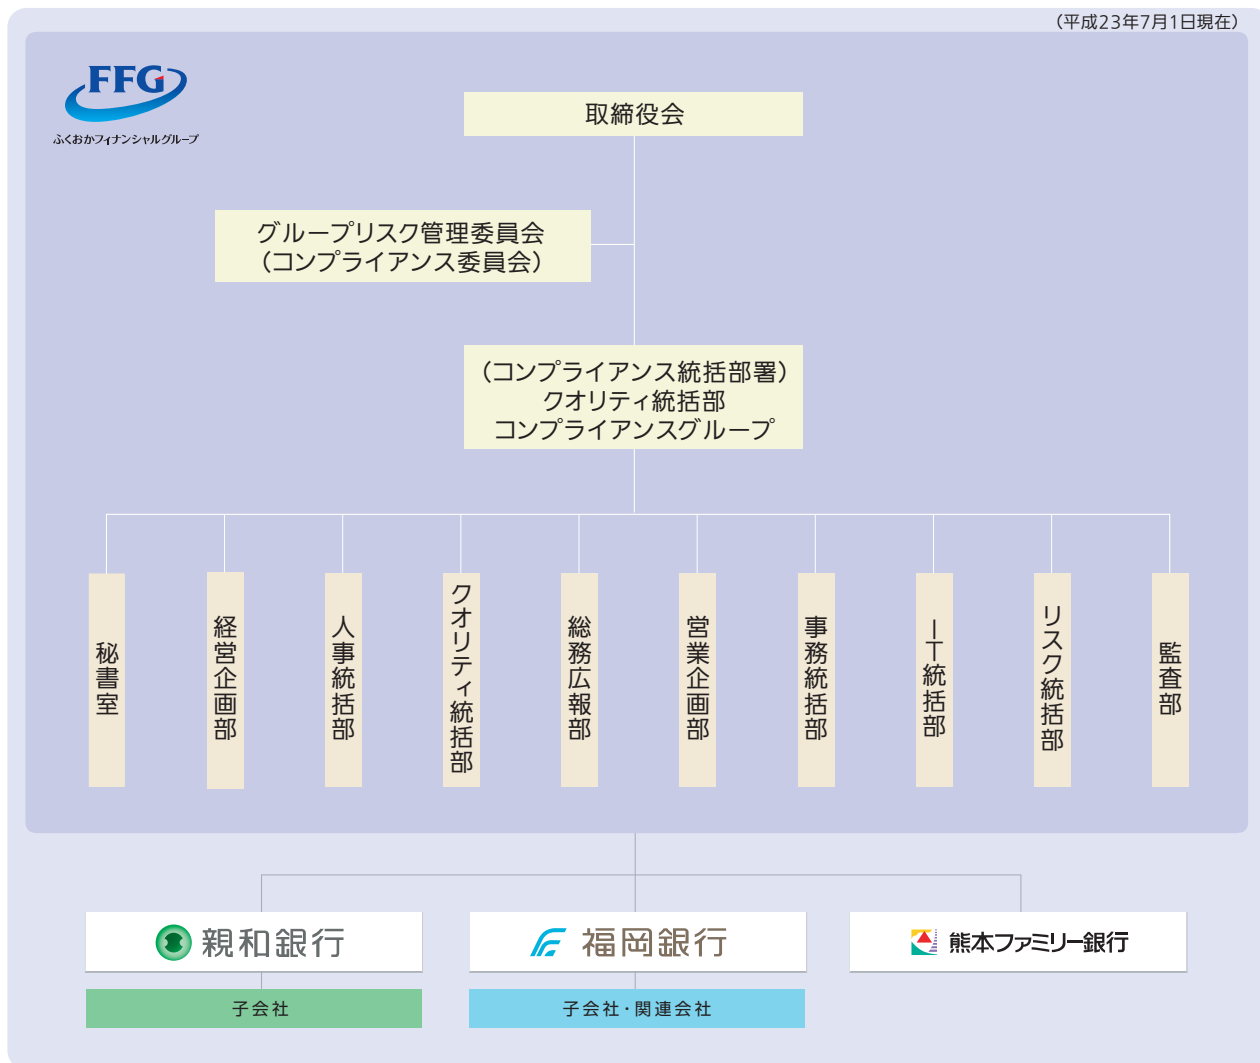 （平成23年7月1日現在）
FFG
ふくおかフィナンシャルグループ
取締役会
グループリスク管理委員会
（コンプライアンス委員会）
（コンプライアンス統括部署）
クオリティ統括部
コンプライアンスグループ
秘書室
経営企画部
人事統括部
クオリティ統括部
総務広報部
営業企画部
事務統括部
IT統括部
リスク統括部
監査部
親和銀行
福岡銀行
熊本ファミリー銀行
子会社
子会社・関連会社